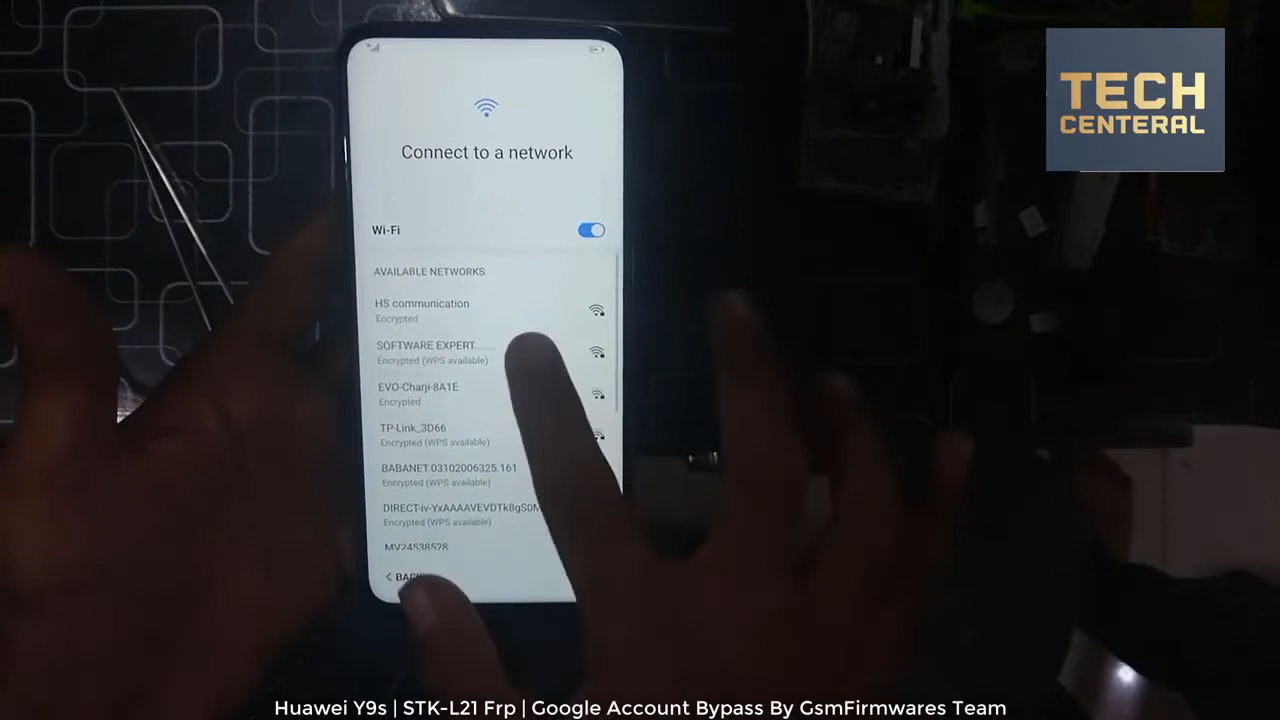 TECH
CENTERAL
Connect to a network
Wi-Fi
AVAILABLE NETWORKS
HS communication
Encrypted
SOFTWARE EXPERT.......
Encrypted (WPS available)
EVO-Charji-8A1E
Encrypted
TP-Link_3D66
Encrypted (WPS available)
BABANET.03102006325.161
Encrypted (WPS available)
Encrypted (WPS available)
MV24538528
< BACK
Huawei Y9s | STK-L21 Frp | Google Account Bypass By GsmFirmwares Team